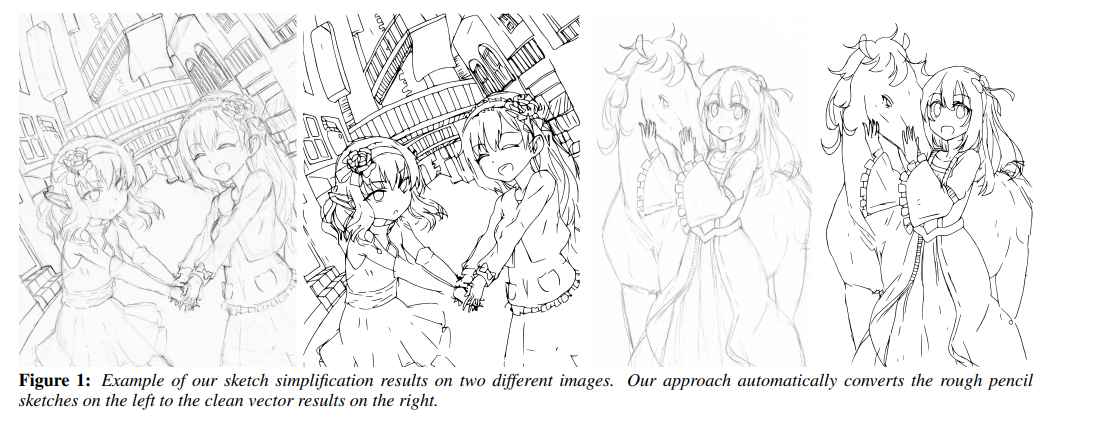 Figure 1: Example of our sketch simplification results on two different images. Our approach automatically converts the rough pencil
sketches on the left to the clean vector results on the right.